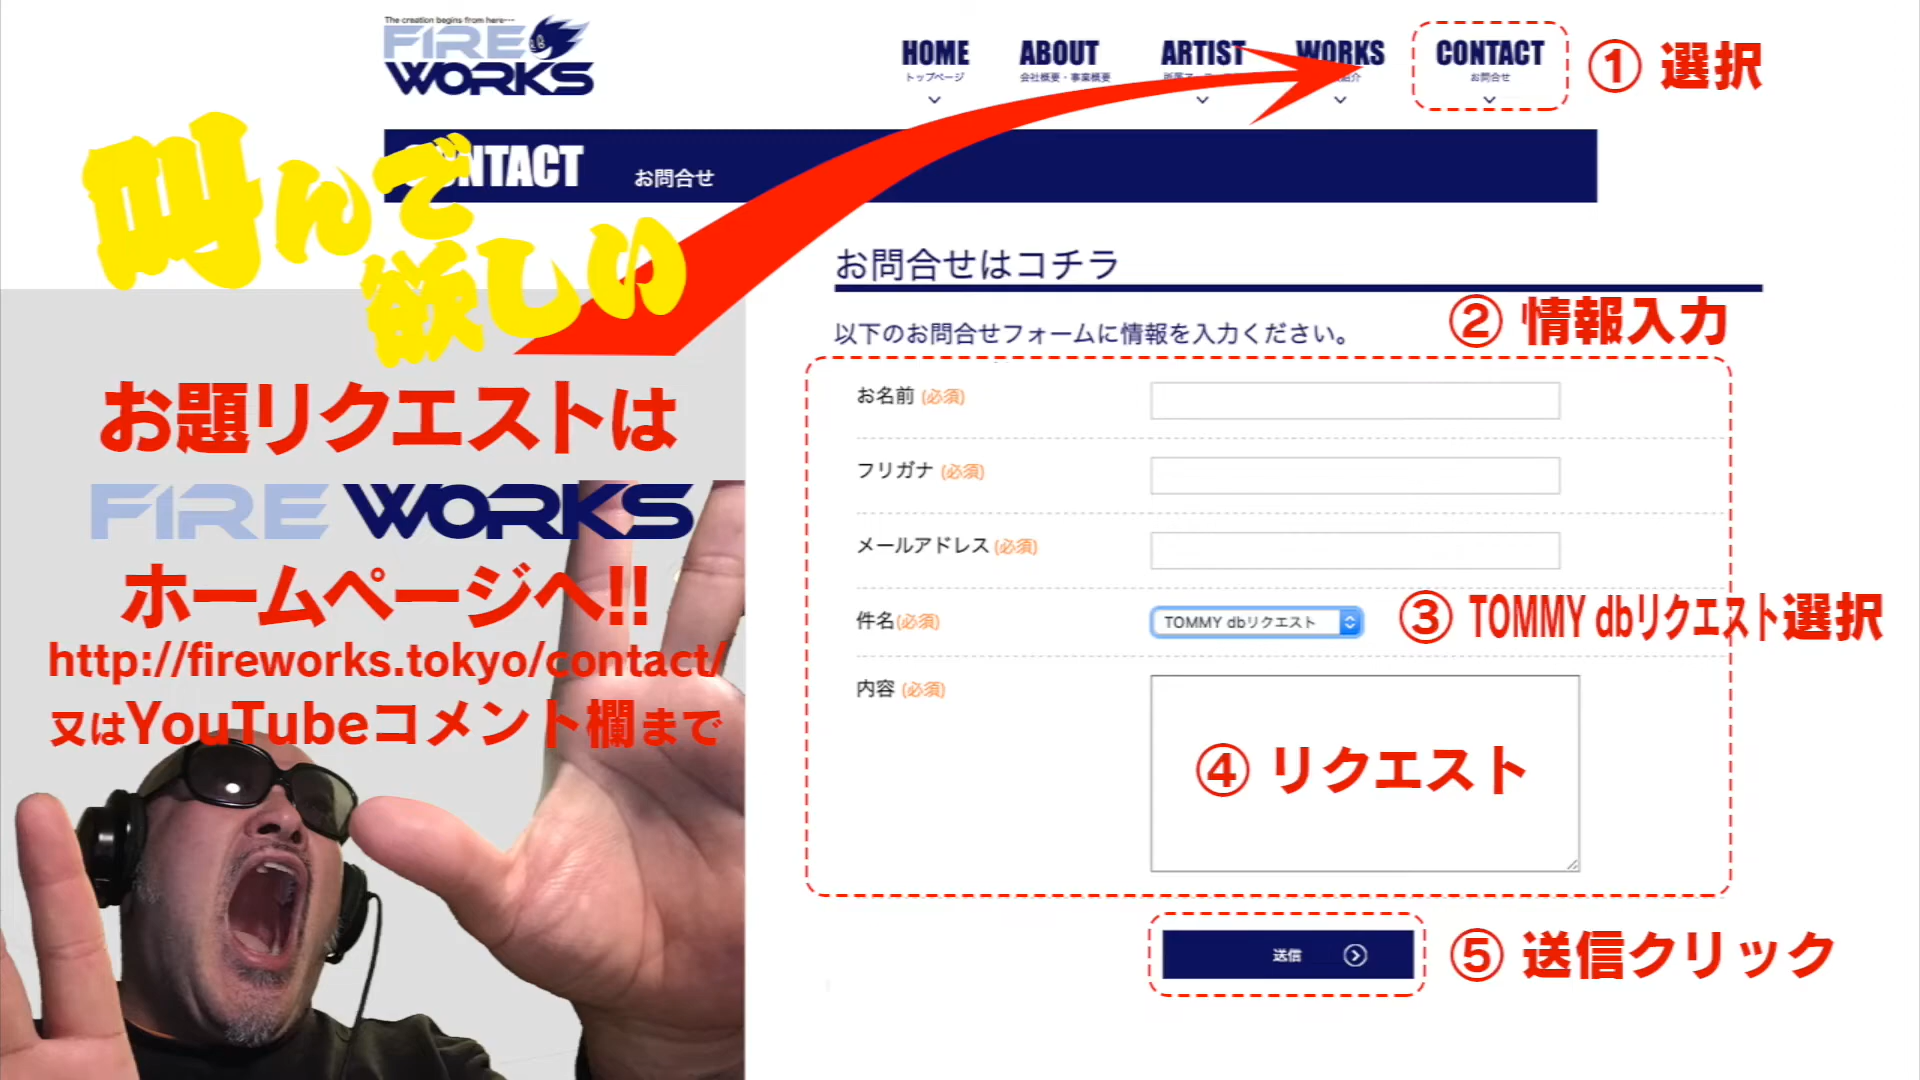 The creation begins from here…
FIRE
WORKS
HOME
トップページ
ABOUT
会社概要・事業概要
ARTIST
WORKS
CONTACT
お問合せ
① 選択
CONTACT お問合せ
叫んで
欲しい
お題リクエストは
FIRE WORKS
ホームページへ!!
http://fireworks.tokyo/contact/
又はYouTubeコメント欄まで
お問合せはコチラ
以下のお問合せフォームに情報を入力ください。
② 情報入力
お名前 (必須)
フリガナ (必須)
メールアドレス (必須)
件名(必須)
TOMMY dbリクエスト
③ TOMMY dbリクエスト選択
内容 (必須)
④ リクエスト
送信
⑤ 送信クリック